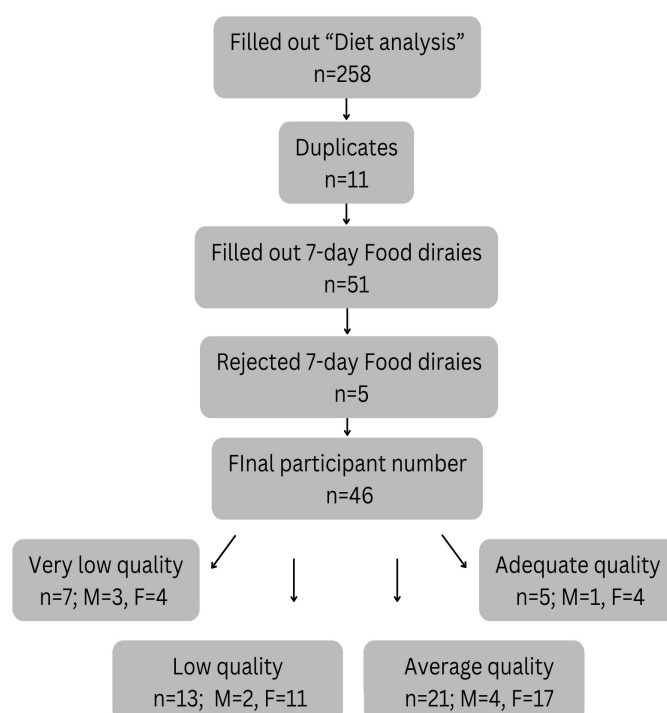 Filled out “Diet analysis”
n=258
Duplicates
n=11
Filled out 7-day Food diraies
n=51
Rejected 7-day Food diraies
n=5
FInal participant number
n=46
Very low quality
n=7; M=3, F=4
Adequate quality
n=5; M=1, F=4
Low quality
n=13; M=2, F=11
Average quality
n=21; M=4, F=17